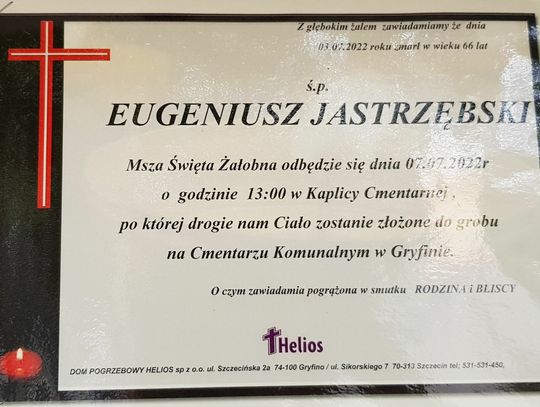 Z głębokim żalem zawiadamiamy że dnia
03.07.2022 roku zmarł w wieku 66 lat
ś.p.
EUGENIUSZ JASTRZĘBSKI
Msza Święta Żałobna odbędzie się dnia 07.07.2022r
o godzinie 13:00 w Kaplicy Cmentarnej ,
po której drogie nam Ciało zostanie złożone do grobu
na Cmentarzu Komunalnym w Gryfinie.
O czym zawiadamia pogrążona w smutku RODZINA i BLISCY
Helios
DOM POGRZEBOWY HELIOS sp z o.o. ul. Szczecińska 2a 74-100 Gryfino / ul. Sikorskiego 7 70-313 Szczecin tel; 531-531-450,